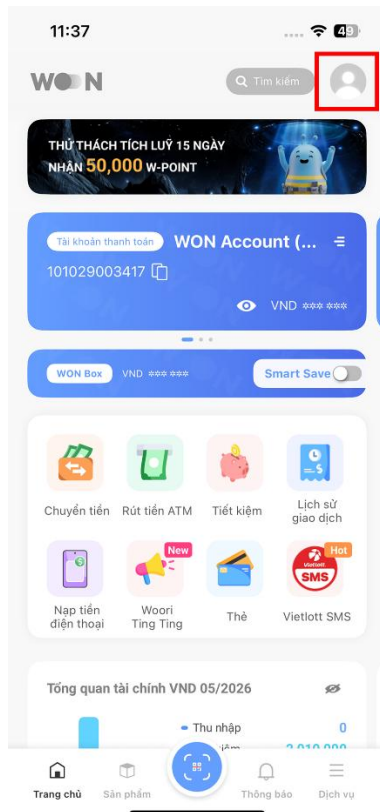 11:37
49
WON
Tìm kiếm
THỬ THÁCH TÍCH LUỸ 15 NGÀY
NHẬN 50,000 W-POINT
Tài khoản thanh toán WON Account (...
101029003417
VND *** ***
WON Box VND *** *** Smart Save
Chuyển tiền Rút tiền ATM Tiết kiệm Lịch sử
giao dịch
New
Hot
Vietlott
SMS
Nạp tiền
điện thoại
Woori
Ting Ting
Thẻ
Vietlott SMS
Tổng quan tài chính VND 05/2026
Thu nhập 0
Trang chủ Sản phẩm Thông báo Dịch vụ